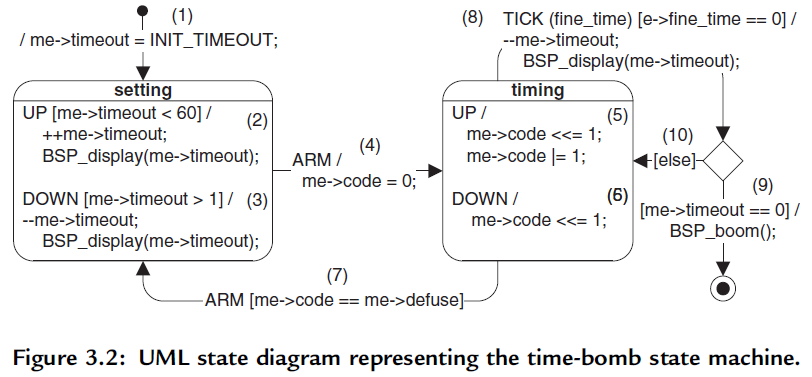 (1)
/ me->timeout = INIT_TIMEOUT;
setting
UP [me->timeout < 60] /
(2)
++me->timeout;
BSP_display(me->timeout);
DOWN [me->timeout > 1] /
(3)
--me->timeout;
BSP_display(me->timeout);
ARM /
(4)
me->code = 0;
(8)
TICK (fine_time) [e->fine_time == 0] /
--me->timeout;
BSP_display(me->timeout);
timing
UP /
(5)
me->code <<= 1;
me->code |= 1;
DOWN /
(6)
me->code <<= 1;
(10)
[else]
(9)
[me->timeout == 0] /
BSP_boom();
(7)
ARM [me->code == me->defuse]
Figure 3.2: UML state diagram representing the time-bomb state machine.